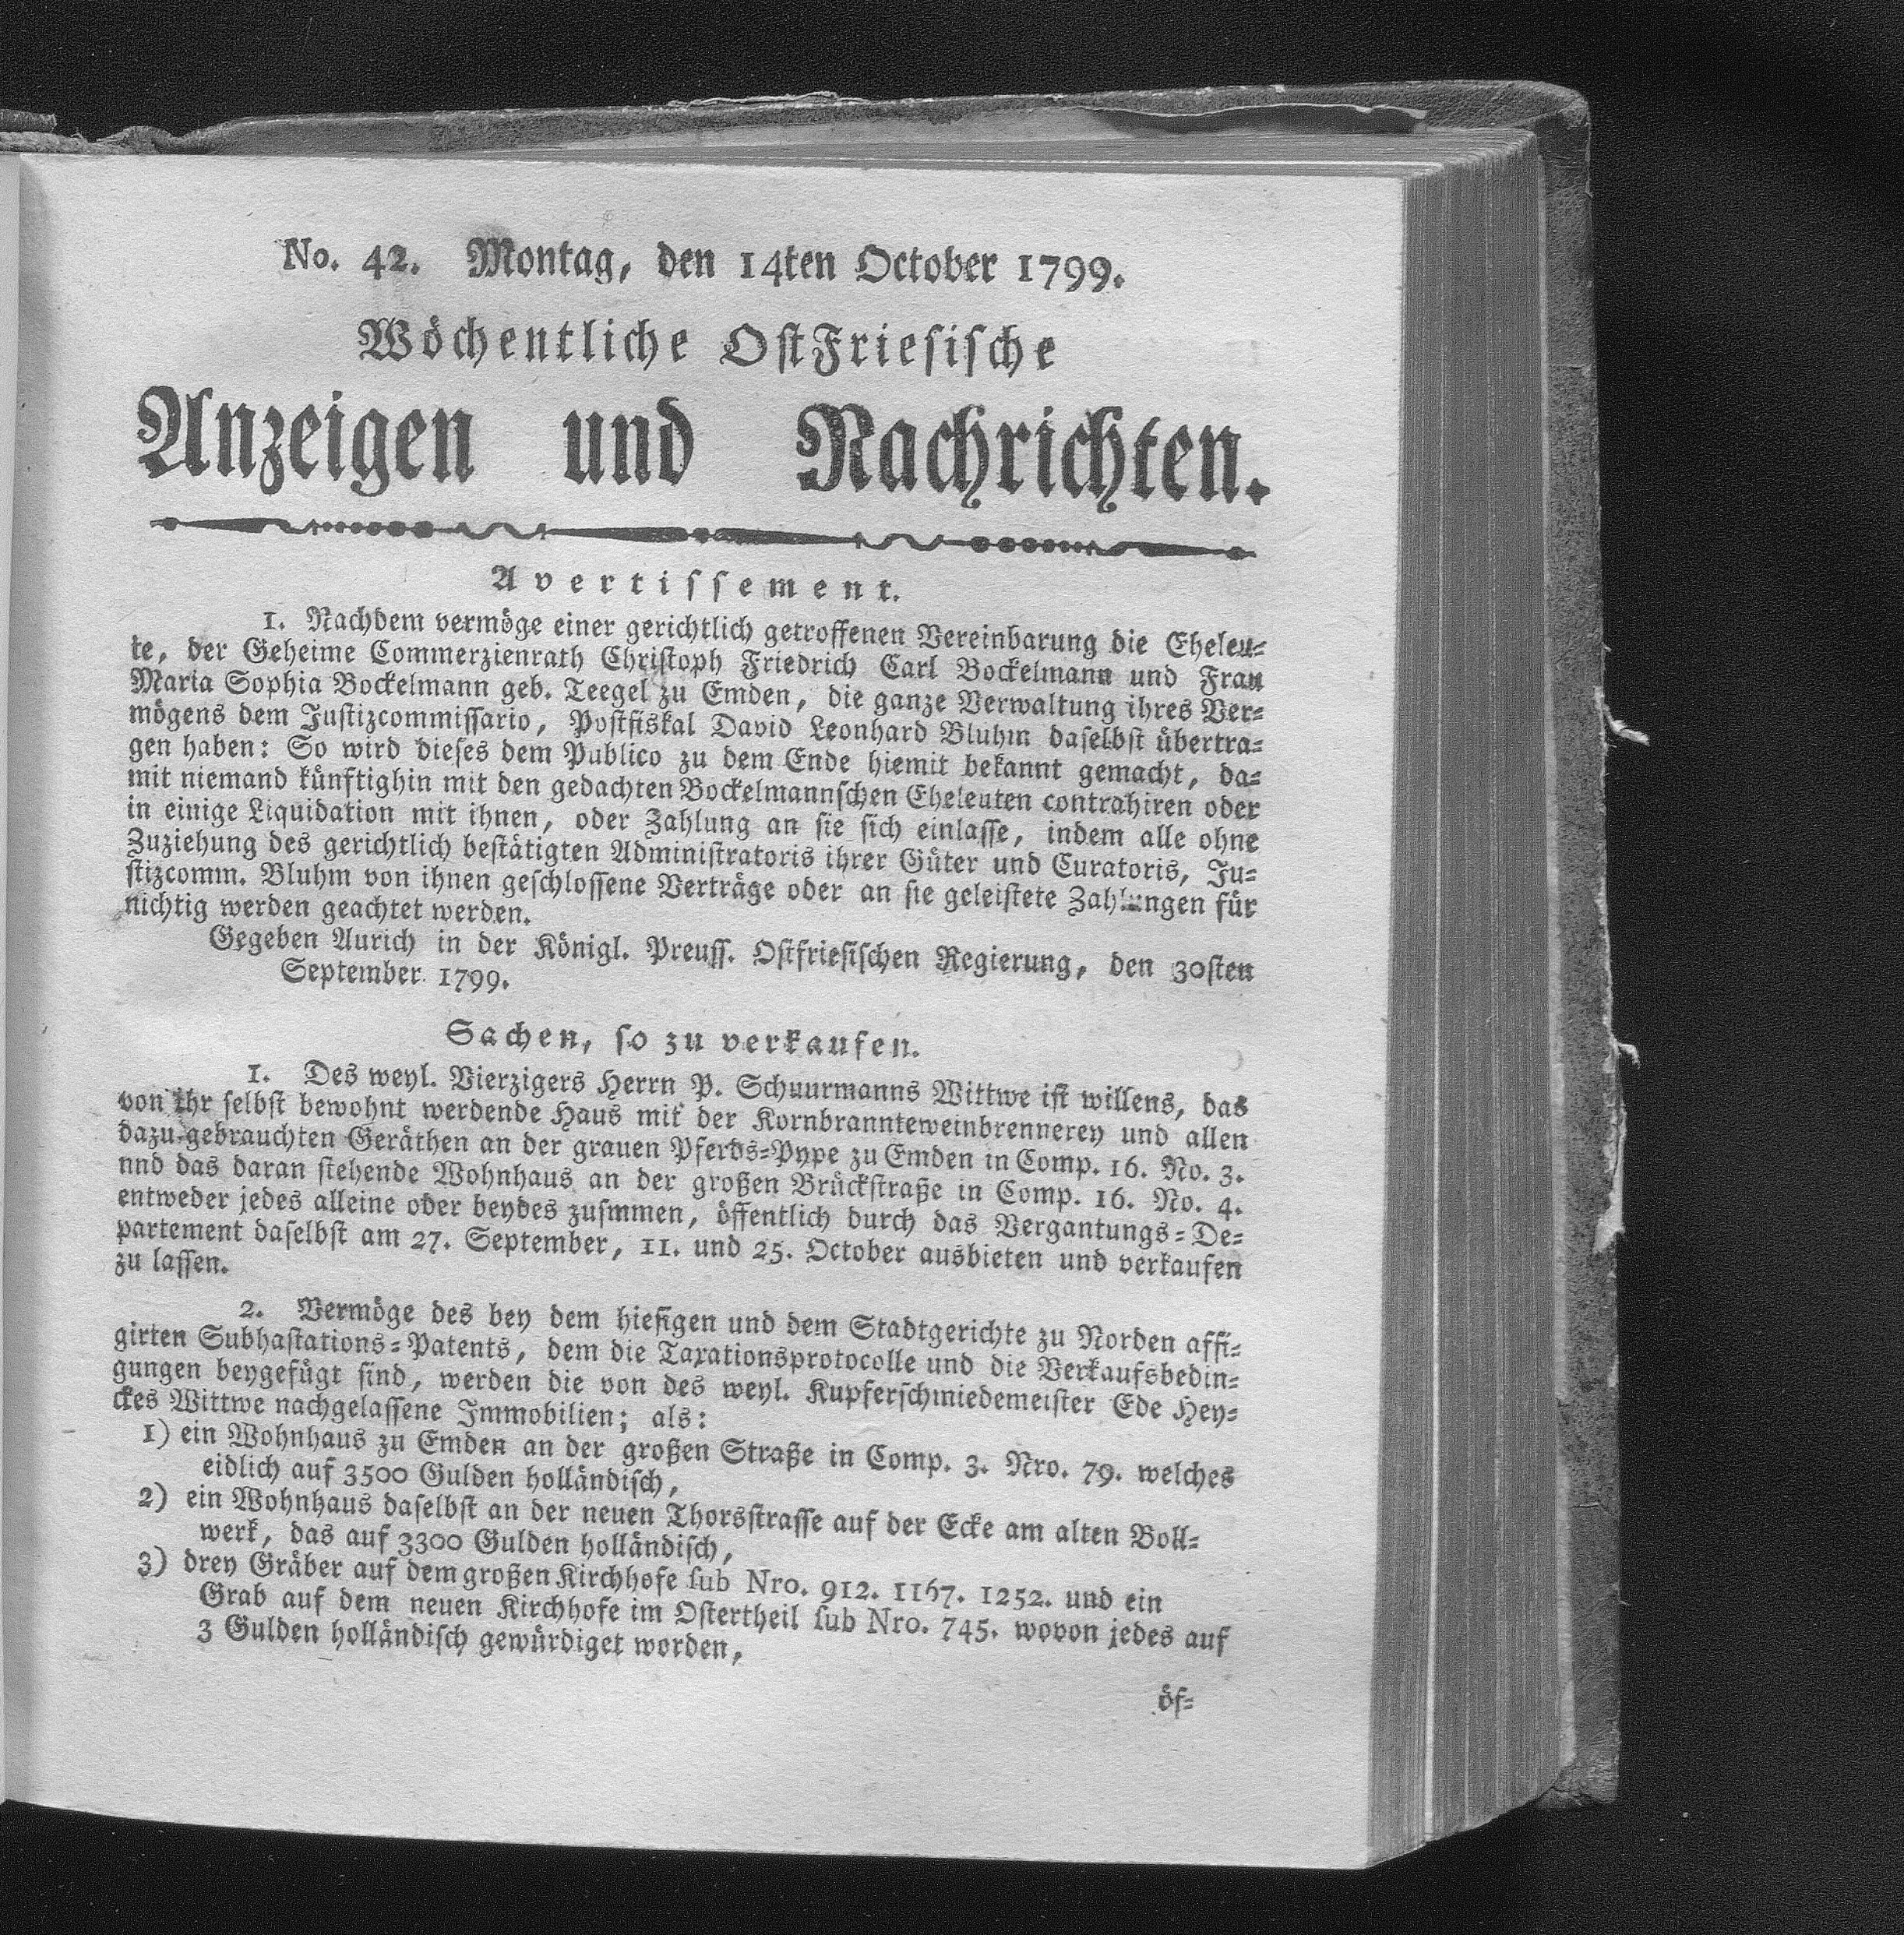 No. 42. Montag, den 14ten October 1799.
Wöchentliche OstFriesische
Anzeigen und Nachrichten.
Avertissement.
1. Nachdem vermöge einer gerichtlich getroffenen Vereinbarung die Eheleu-
te, der Geheime Commerzienrath Christoph Friedrich Carl Bockelmann und Frau
Maria Sophia Bockelmann geb. Teegel zu Emden, die ganze Verwaltung ihres Ver-
mögens dem Justizcommissario, Postfiskal David Leonhard Bluhm daselbst übertra-
gen haben: So wird dieses dem Publico zu dem Ende hiemit bekannt gemacht, da-
mit niemand künftighin mit den gedachten Bockelmannschen Eheleuten contrahiren oder
in einige Liquidation mit ihnen, oder Zahlung an sie sich einlasse, indem alle ohne
Zuziehung des gerichtlich bestätigten Administratoris ihrer Güter und Curatoris, Ju-
stizcomm. Bluhm von ihnen geschlossene Verträge oder an sie geleistete Zahlungen für
nichtig werden geachtet werden.
Gegeben Aurich in der Königl. Preuss. Ostfriesischen Regierung, den 30sten
September 1799.
Sachen, so zu verkaufen.
1. Des weyl. Vierzigers Herrn P. Schuurmanns Wittwe ist willens, das
von ihr selbst bewohnt werdende Haus mit der Kornbrannteweinbrennerey und allen
dazu gebrauchten Geräthen an der grauen Pferds-Pype zu Emden in Comp. 16. No. 3.
nnd das daran stehende Wohnhaus an der großen Brückstraße in Comp. 16. No. 4.
entweder jedes alleine oder beydes zusmmen, öffentlich durch das Vergantungs-De-
partement daselbst am 27. September, 11. und 25. October ausbieten und verkaufen
zu lassen.
2. Vermöge des bey dem hiesigen und dem Stadtgerichte zu Norden affi-
girten Subhastations-Patents, dem die Taxationsprotocolle und die Verkaufsbedin-
gungen beygefügt sind, werden die von des weyl. Kupferschmiedemeister Ede Hey-
ckes Wittwe nachgelassene Immobilien; als:
1) ein Wohnhaus zu Emden an der großen Straße in Comp. 3. Nro. 79. welches
eidlich auf 3500 Gulden holländisch,
2) ein Wohnhaus daselbst an der neuen Thorsstrasse auf der Ecke am alten Boll-
werk, das auf 3300 Gulden holländisch,
3) drey Gräber auf dem großen Kirchhofe sub Nro. 912. 1167. 1252. und ein
Grab auf dem neuen Kirchhofe im Ostertheil sub Nro. 745. wovon jedes auf
3 Gulden holländisch gewürdiget worden,
öf-